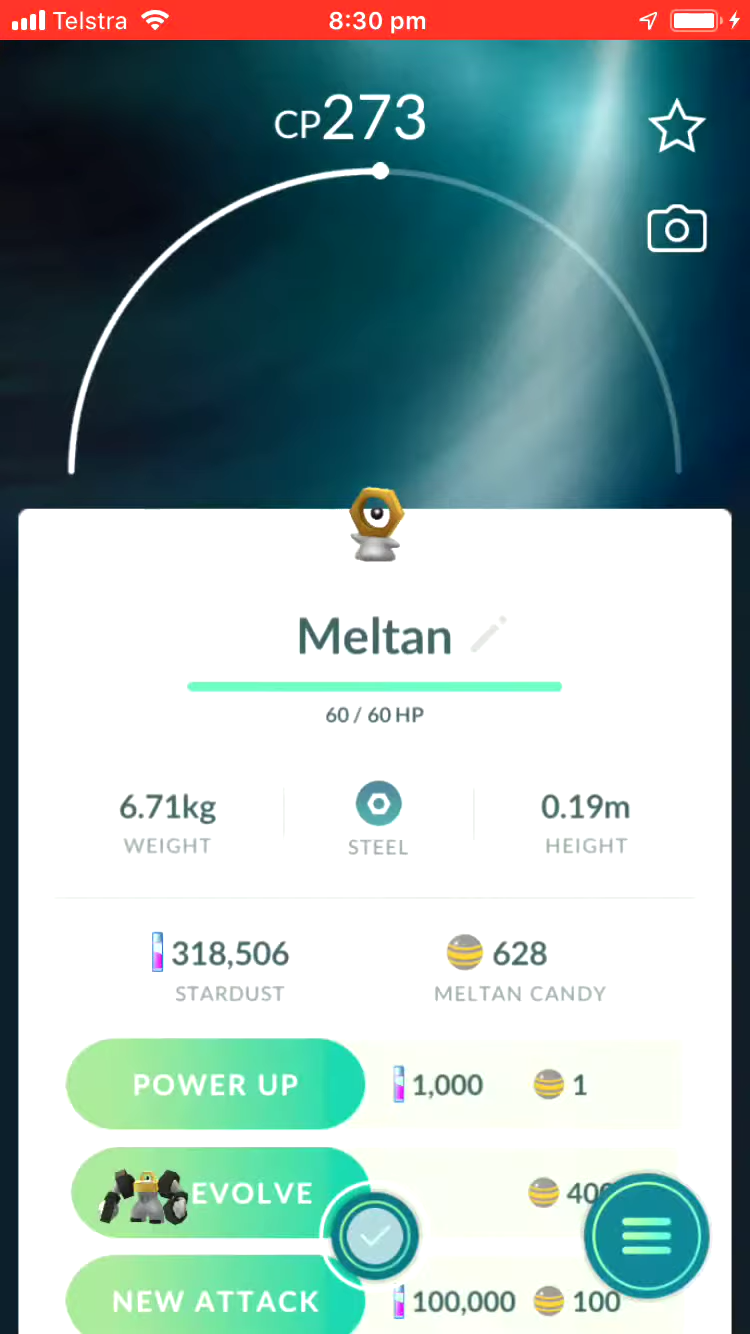 Telstra 8:30 pm
CP273
Meltan
60 / 60 HP
6.71kg 0.19m
WEIGHT STEEL HEIGHT
318,506 628
STARDUST MELTAN CANDY
POWER UP 1,000 1
EVOLVE
NEW ATTACK 100,000 100